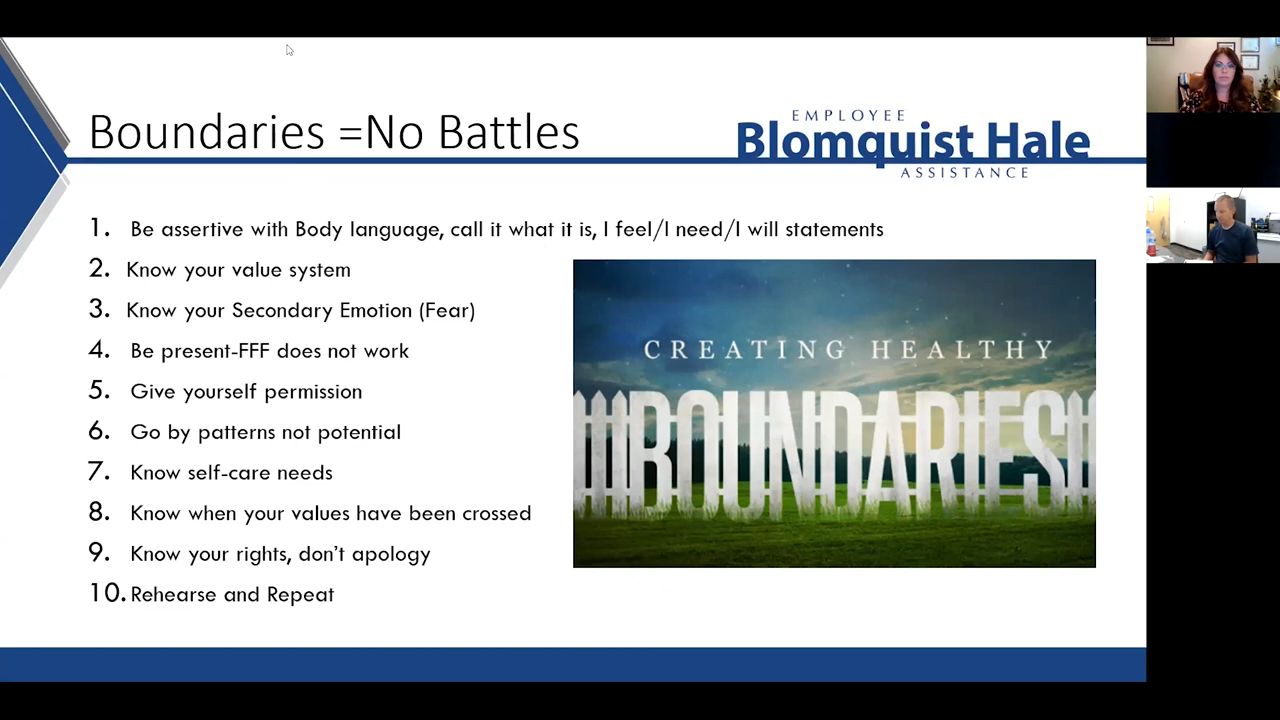 Boundaries =No Battles
EMPLOYEE
Blomquist Hale
ASSISTANCE
1. Be assertive with Body language, call it what it is, I feel/I need/I will statements
2. Know your value system
3. Know your Secondary Emotion (Fear)
4. Be present-FFF does not work
5. Give yourself permission
6. Go by patterns not potential
7. Know self-care needs
8. Know when your values have been crossed
9. Know your rights, don't apology
10. Rehearse and Repeat
CREATING HEALTHY
BOUNDARIES